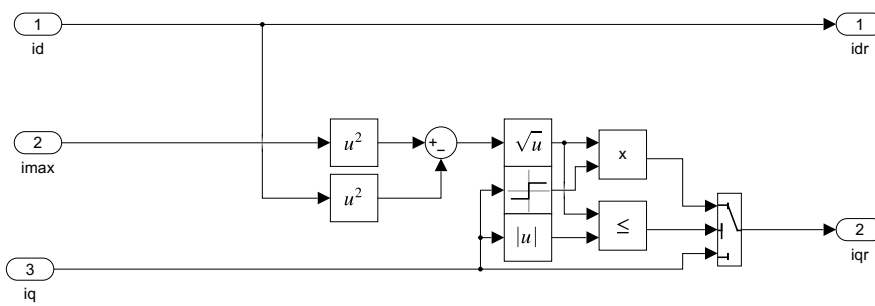 1
id
1
idr
2
imax
u²
+
−
√u
x
u²
|u|
≤
2
iqr
3
iq